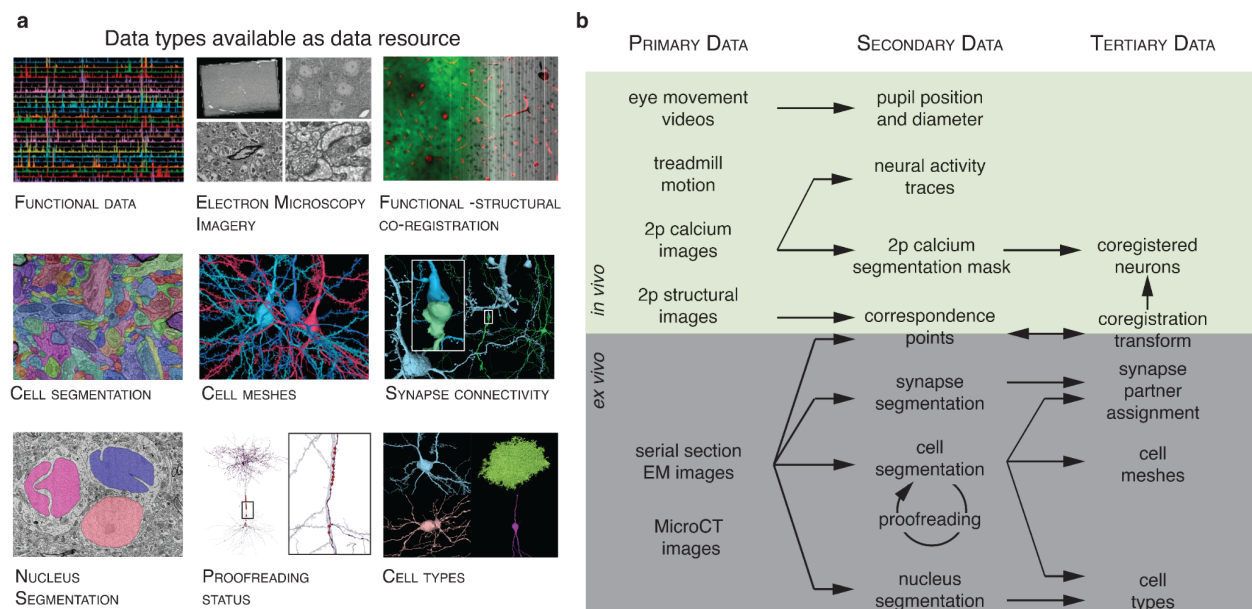 a
Data types available as data resource
FUNCTIONAL DATA
ELECTRON MICROSCOPY
IMAGERY
FUNCTIONAL -STRUCTURAL
CO-REGISTRATION
CELL SEGMENTATION
CELL MESHES
SYNAPSE CONNECTIVITY
NUCLEUS
SEGMENTATION
PROOFREADING
STATUS
CELL TYPES
b
PRIMARY DATA
SECONDARY DATA
TERTIARY DATA
in vivo
eye movement
videos
pupil position
and diameter
treadmill
motion
neural activity
traces
2p calcium
images
2p calcium
segmentation mask
coregistered
neurons
2p structural
images
correspondence
points
coregistration
transform
ex vivo
synapse
segmentation
synapse
partner
assignment
serial section
EM images
cell
segmentation
proofreading
cell
meshes
MicroCT
images
nucleus
segmentation
cell
types